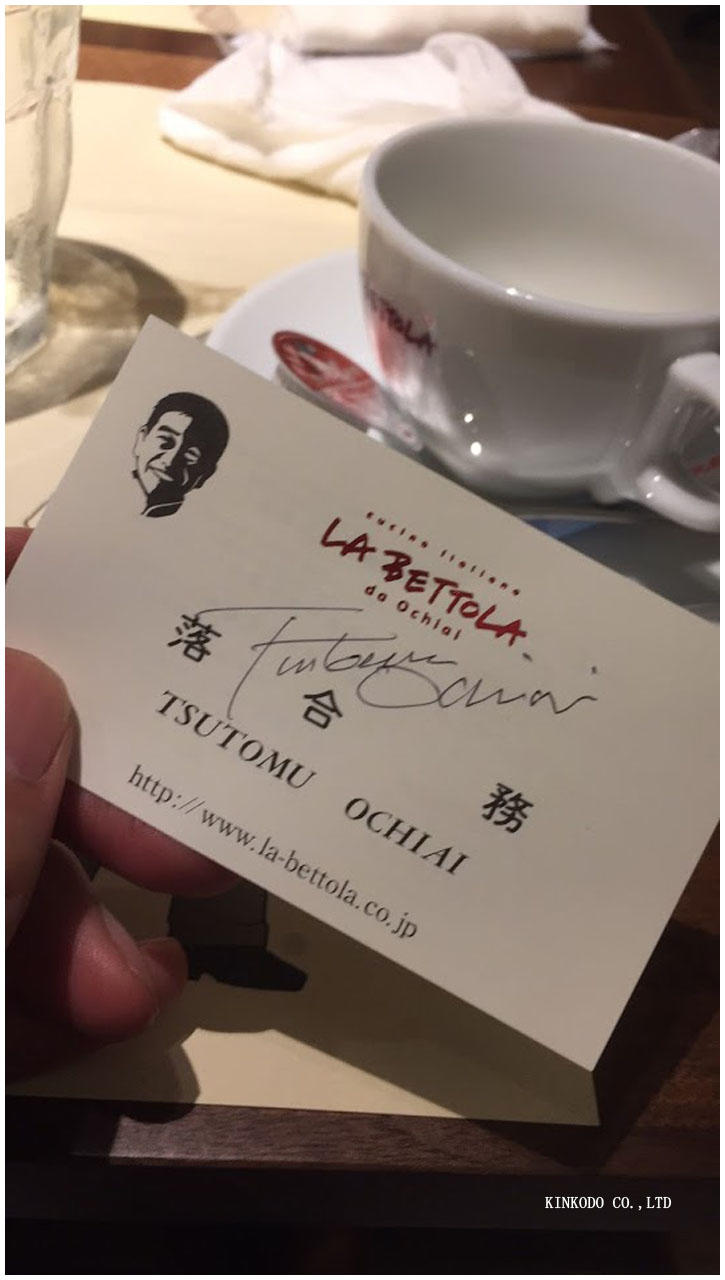 BETTOLA
cucina italiana
LA BETTOLA
da Ochiai
落合務
TSUTOMU OCHIAI
http://www.la-bettola.co.jp
KINKODO CO.,LTD